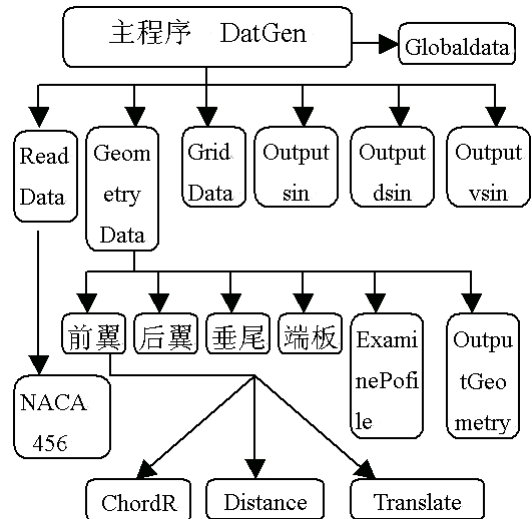 主程序 DatGen
Globaldata
Read
Data
Geom
etry
Data
Grid
Data
Output
sin
Output
dsin
Output
vsin
前翼
后翼
垂尾
端板
Exami
nePofi
le
Outpu
tGeo
metry
NACA
456
ChordR
Distance
Translate